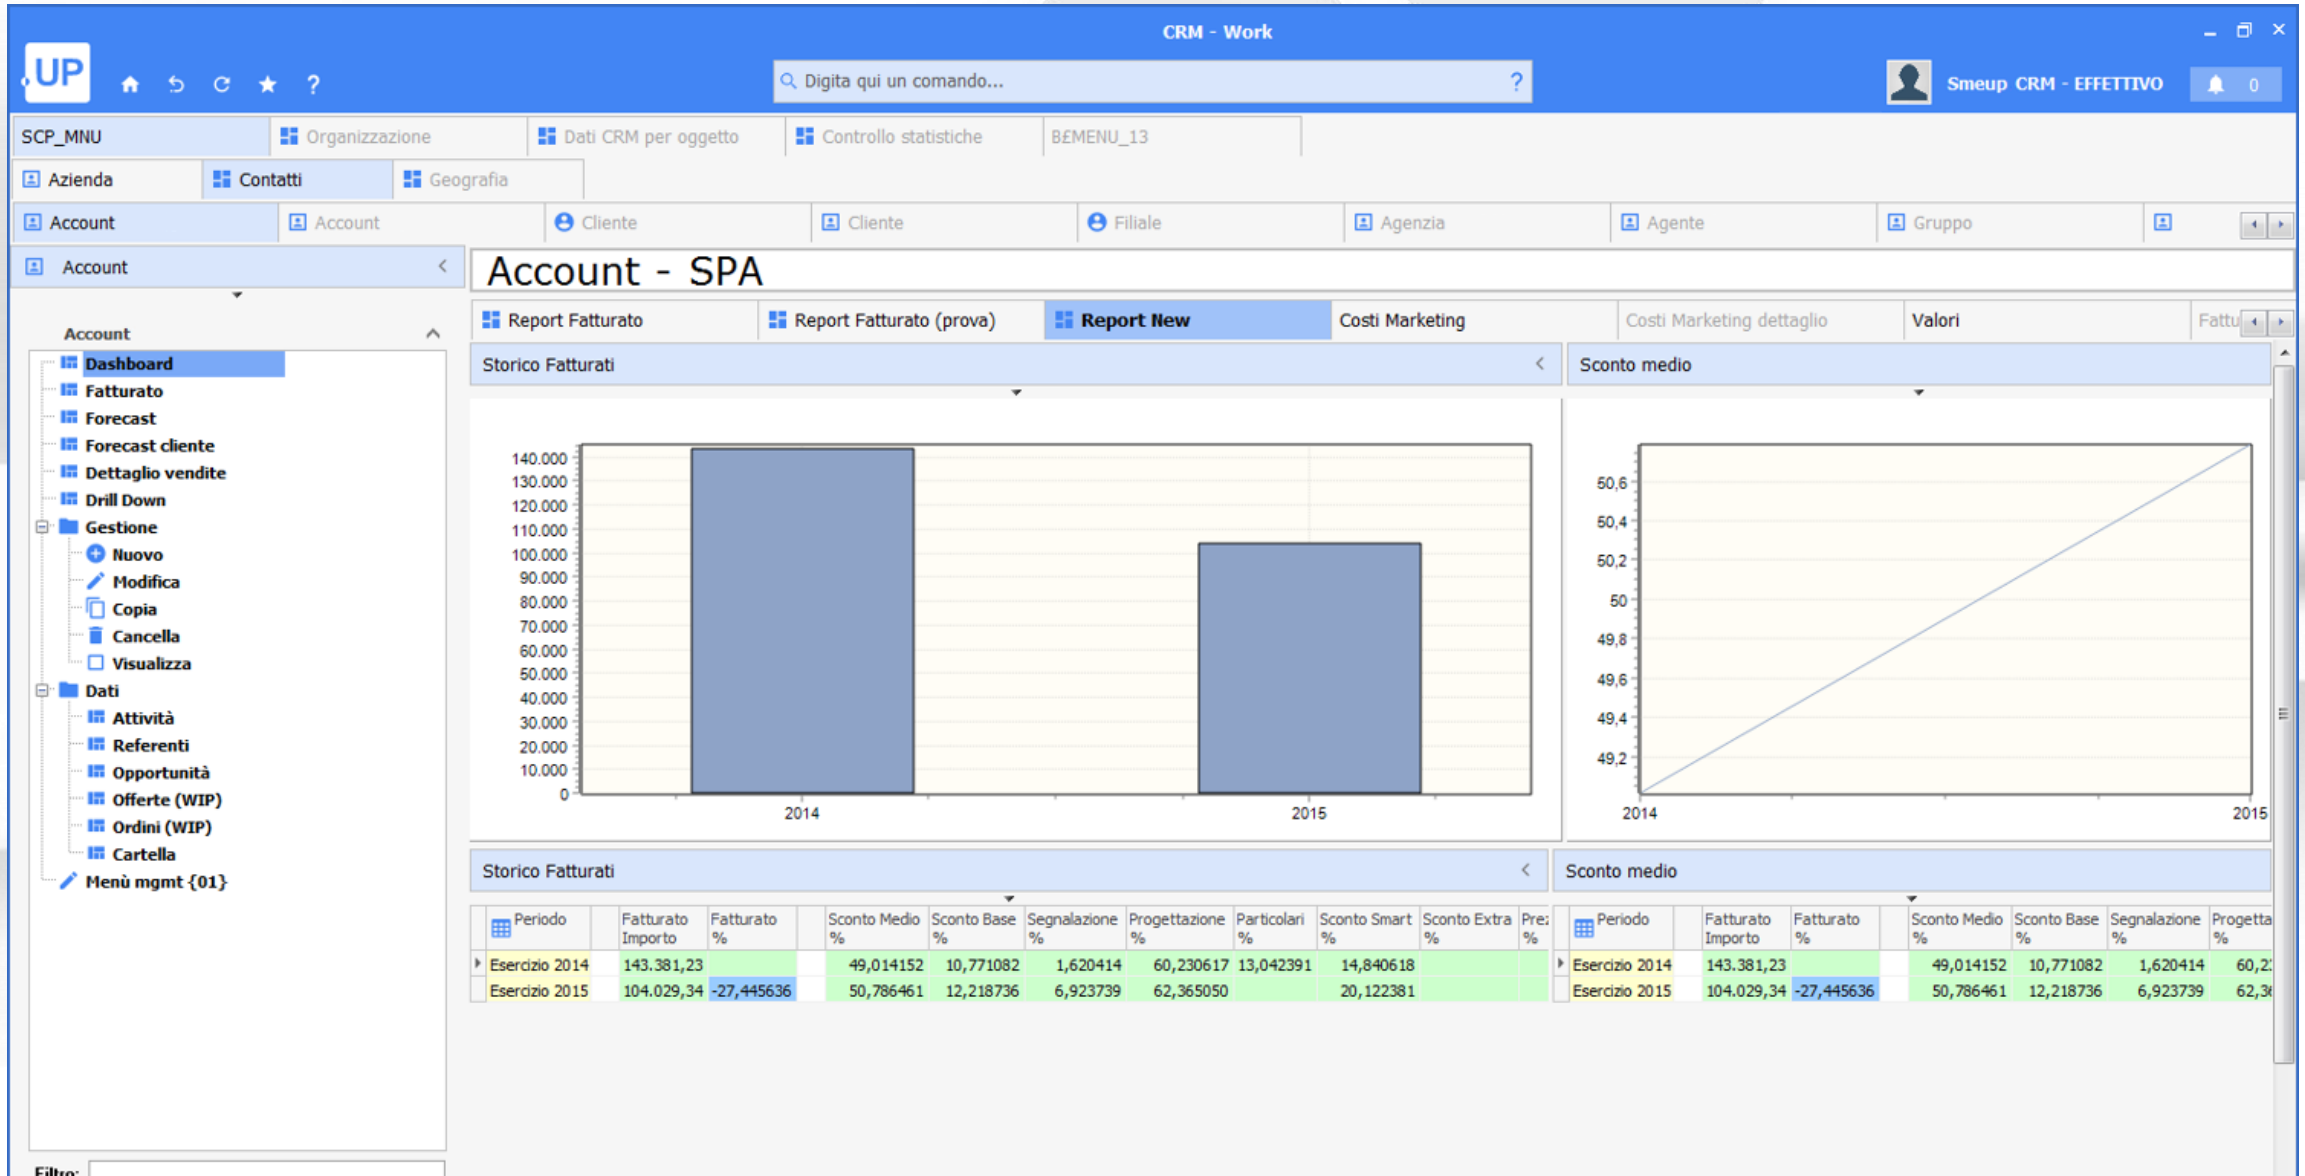 CRM - Work
UP
Digita qui un comando...
?
Smeup CRM - EFFETTIVO
0
?
SCP_MNU
Organizzazione
Dati CRM per oggetto
Controllo statistiche
B£MENU_13
Azienda
Contatti
Geografia
Account
Account
Cliente
Cliente
Filiale
Agenzia
Agente
Gruppo
Account
Account
Dashboard
Fatturato
Forecast
Forecast cliente
Dettaglio vendite
Drill Down
Gestione
Nuovo
Modifica
Copia
Cancella
Visualizza
Dati
Attività
Referenti
Opportunità
Offerte (WIP)
Ordini (WIP)
Cartella
Menù mgmt {01}
Filtro:
Account - SPA
Report Fatturato
Report Fatturato (prova)
Report New
Costi Marketing
Costi Marketing dettaglio
Valori
Fattu
Storico Fatturati
140.000
130.000
120.000
110.000
100.000
90.000
80.000
70.000
60.000
50.000
40.000
30.000
20.000
10.000
0
2014
2015
Sconto medio
50,6
50,4
50,2
50
49,8
49,6
49,4
49,2
2014
2015
Storico Fatturati
Periodo Fatturato Importo Fatturato % Sconto Medio % Sconto Base % Segnalazione % Progettazione % Particolari % Sconto Smart % Sconto Extra % Prez %
Esercizio 2014 143.381,23 49,014152 10,771082 1,620414 60,230617 13,042391 14,840618
Esercizio 2015 104.029,34 -27,445636 50,786461 12,218736 6,923739 62,365050 20,122381
Sconto medio
Periodo Fatturato Importo Fatturato % Sconto Medio % Sconto Base % Segnalazione % Progetta %
Esercizio 2014 143.381,23 49,014152 10,771082 1,620414 60,2
Esercizio 2015 104.029,34 -27,445636 50,786461 12,218736 6,923739 62,36